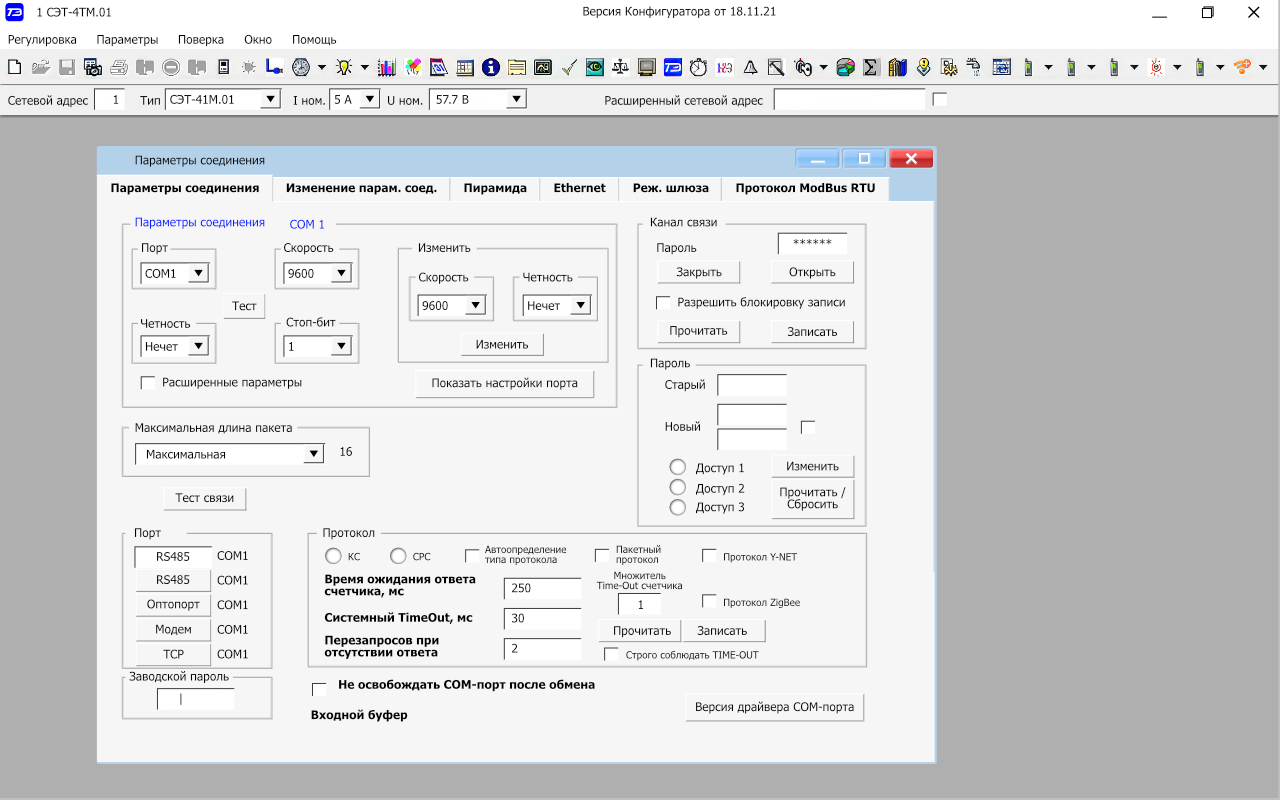 ТЭ 1 СЭТ-4ТМ.01 Версия Конфигуратора от 18.11.21
Регулировка Параметры Поверка Окно Помощь
Сетевой адрес 1 Тип СЭТ-41М.01 I ном. 5 А U ном. 57.7 В Расширенный сетевой адрес
Параметры соединения
Параметры соединения Изменение парам. соед. Пирамида Ethernet Реж. шлюза Протокол ModBus RTU
Параметры соединения COM 1
Порт
COM1
Скорость
9600
Тест
Четность
Нечет
Стоп-бит
1
Расширенные параметры
Изменить
Скорость
9600
Четность
Нечет
Изменить
Показать настройки порта
Канал связи
Пароль ******
Закрыть Открыть
Разрешить блокировку записи
Прочитать Записать
Пароль
Старый
Новый
Доступ 1
Доступ 2
Доступ 3
Изменить
Прочитать /
Сбросить
Максимальная длина пакета
Максимальная 16
Тест связи
Порт
RS485 COM1
RS485 COM1
Оптопорт COM1
Модем COM1
TCP COM1
Заводской пароль
Протокол
КС СРС
Автоопределение
типа протокола
Пакетный
протокол
Протокол Y-NET
Время ожидания ответа
счетчика, мс
250
Множитель
Time-Out счетчика
1
Протокол ZigBee
Системный TimeOut, мс 30
Прочитать Записать
Перезапросов при
отсутствии ответа
2
Строго соблюдать TIME-OUT
Не освобождать COM-порт после обмена
Входной буфер
Версия драйвера COM-порта